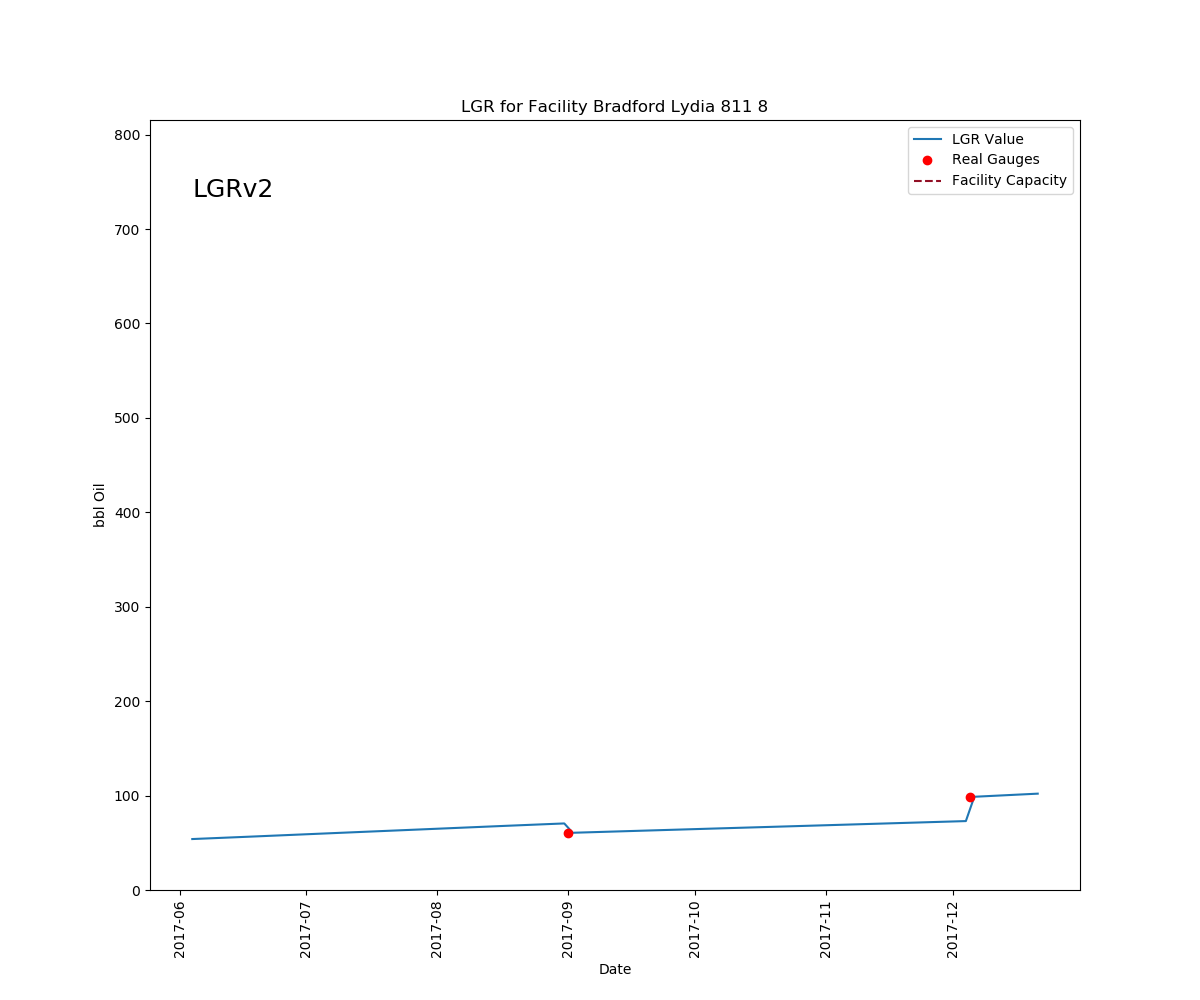 LGR for Facility Bradford Lydia 811 8
LGRv2
LGR Value
Real Gauges
Facility Capacity
bbl Oil
800
700
600
500
400
300
200
100
0
2017-06
2017-07
2017-08
2017-09
2017-10
2017-11
2017-12
Date